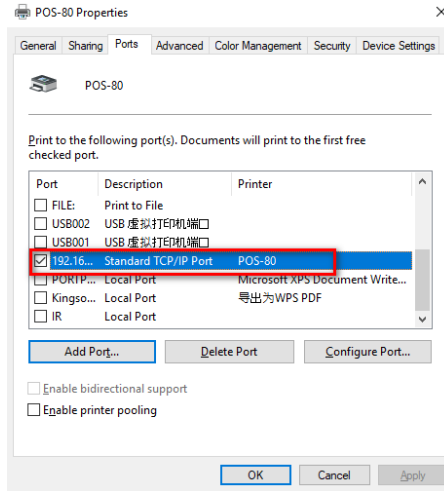 POS-80 Properties
General Sharing Ports Advanced Color Management Security Device Settings
POS-80
Print to the following port(s). Documents will print to the first free
checked port.
Port Description Printer
FILE: Print to File
USB002 USB 虚拟打印机端口
USB001 USB 虚拟打印机端口
192.16... Standard TCP/IP Port POS-80
PORTP... Local Port Microsoft XPS Document Write...
Kingso... Local Port 导出为WPS PDF
IR Local Port
Add Port... Delete Port Configure Port...
Enable bidirectional support
Enable printer pooling
OK Cancel Apply